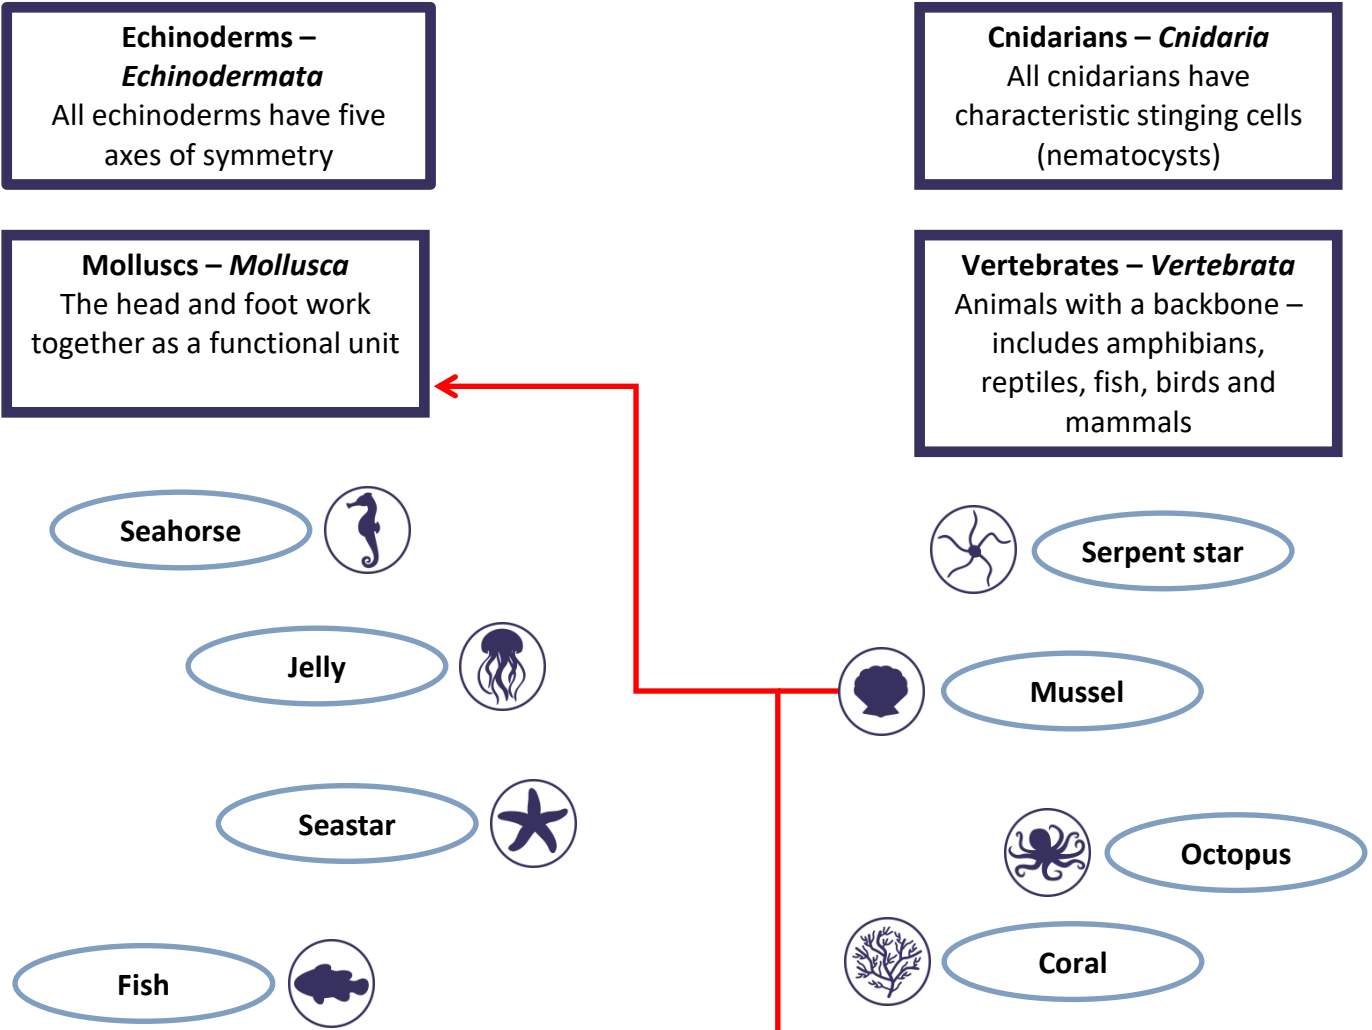 Echinoderms –
Echinodermata
All echinoderms have five
axes of symmetry
Cnidarians – Cnidaria
All cnidarians have
characteristic stinging cells
(nematocysts)
Molluscs – Mollusca
The head and foot work
together as a functional unit
Vertebrates – Vertebrata
Animals with a backbone –
includes amphibians,
reptiles, fish, birds and
mammals
Seahorse
Serpent star
Jelly
Mussel
Seastar
Octopus
Coral
Fish